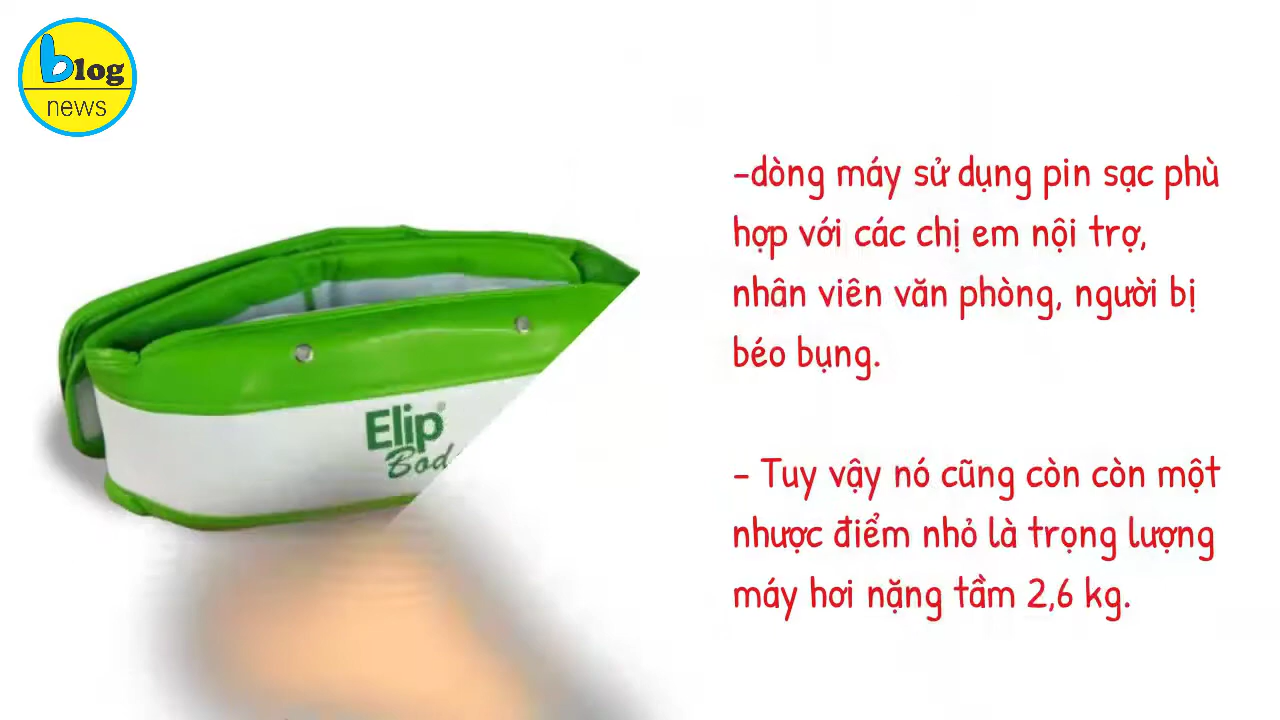 blog
news
-dòng máy sử dụng pin sạc phù
hợp với các chị em nội trợ,
nhân viên văn phòng, người bị
béo bụng.
- Tuy vậy nó cũng còn còn một
nhược điểm nhỏ là trọng lượng
máy hơi nặng tầm 2,6 kg.
Elip®
Bod